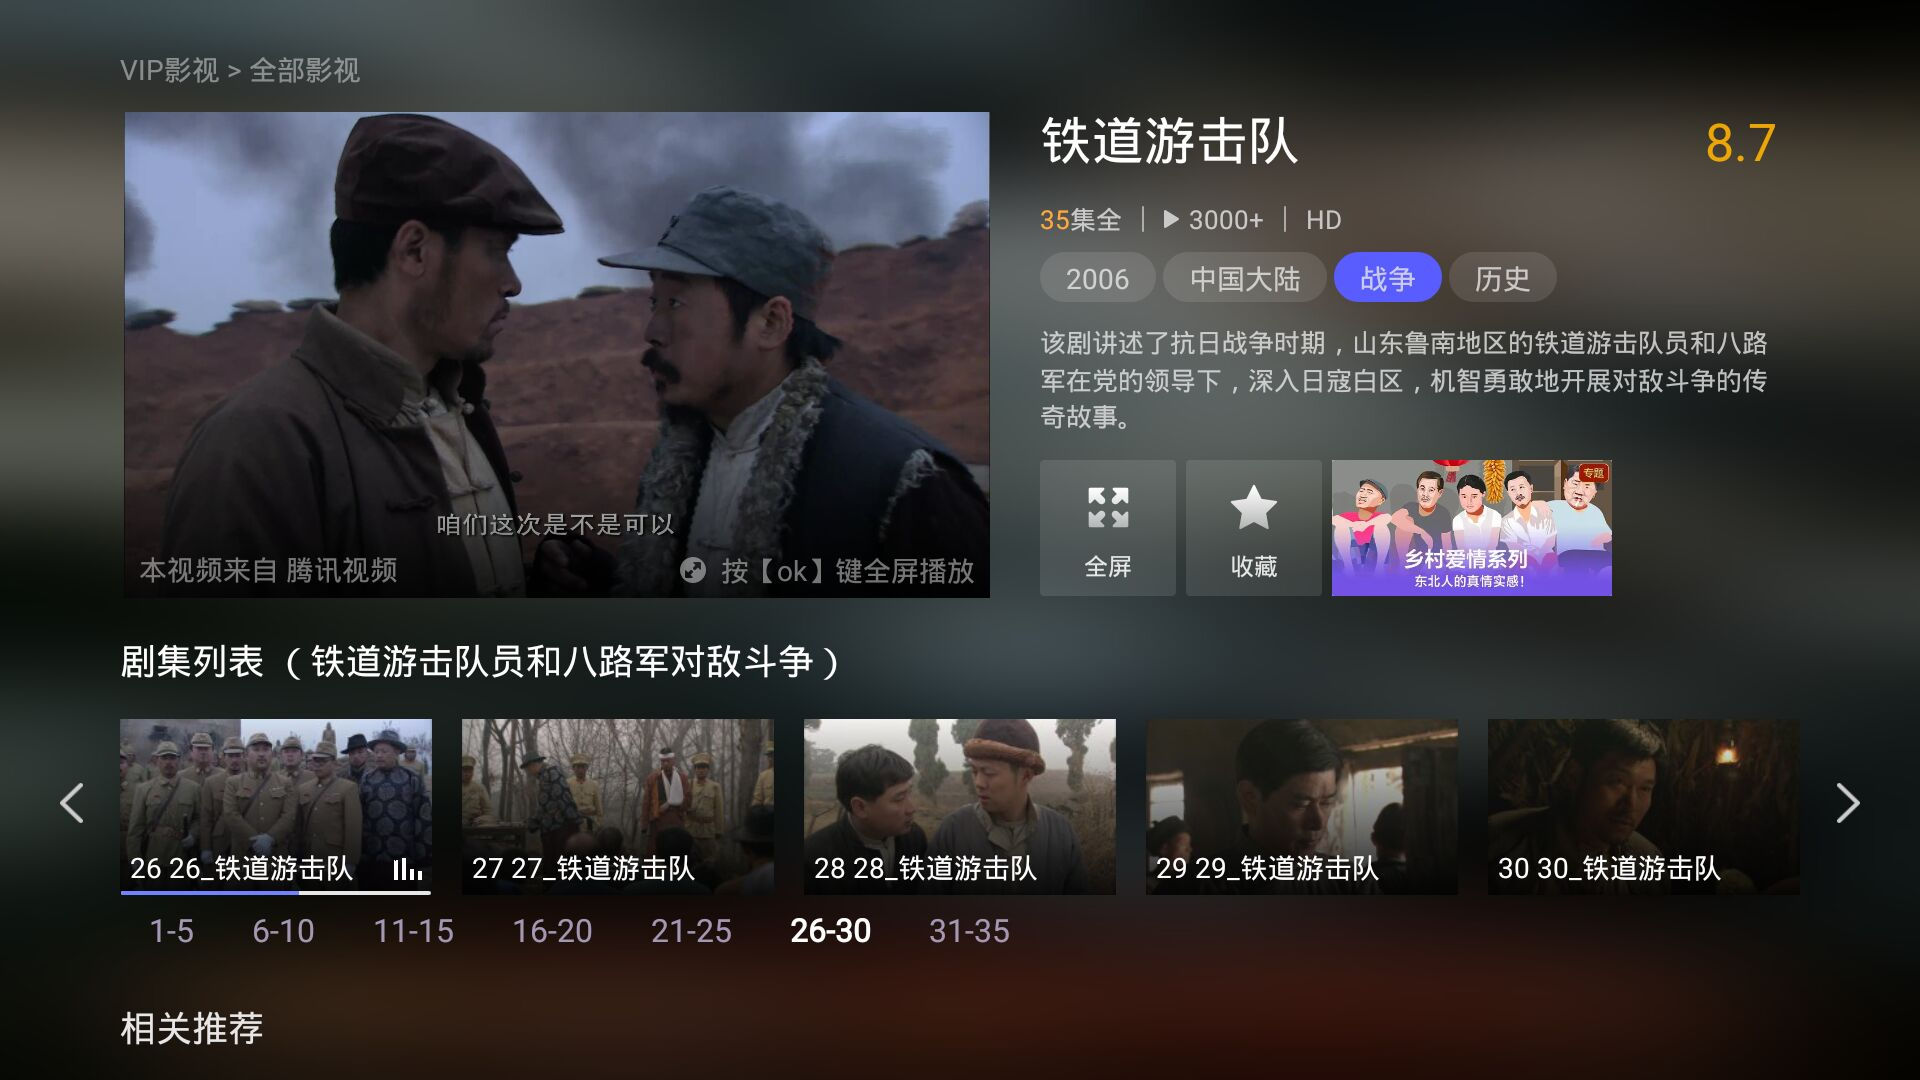 VIP影视 > 全部影视
咱们这次是不是可以
本视频来自 腾讯视频
按【ok】键全屏播放
铁道游击队
8.7
35集全 | 3000+ | HD
2006 中国大陆 战争 历史
该剧讲述了抗日战争时期，山东鲁南地区的铁道游击队员和八路
军在党的领导下，深入日寇白区，机智勇敢地开展对敌斗争的传
奇故事。
全屏
收藏
专题
乡村爱情系列
东北人的真情实感！
剧集列表 （铁道游击队员和八路军对敌斗争）
26 26_铁道游击队
27 27_铁道游击队
28 28_铁道游击队
29 29_铁道游击队
30 30_铁道游击队
1-5 6-10 11-15 16-20 21-25 26-30 31-35
相关推荐